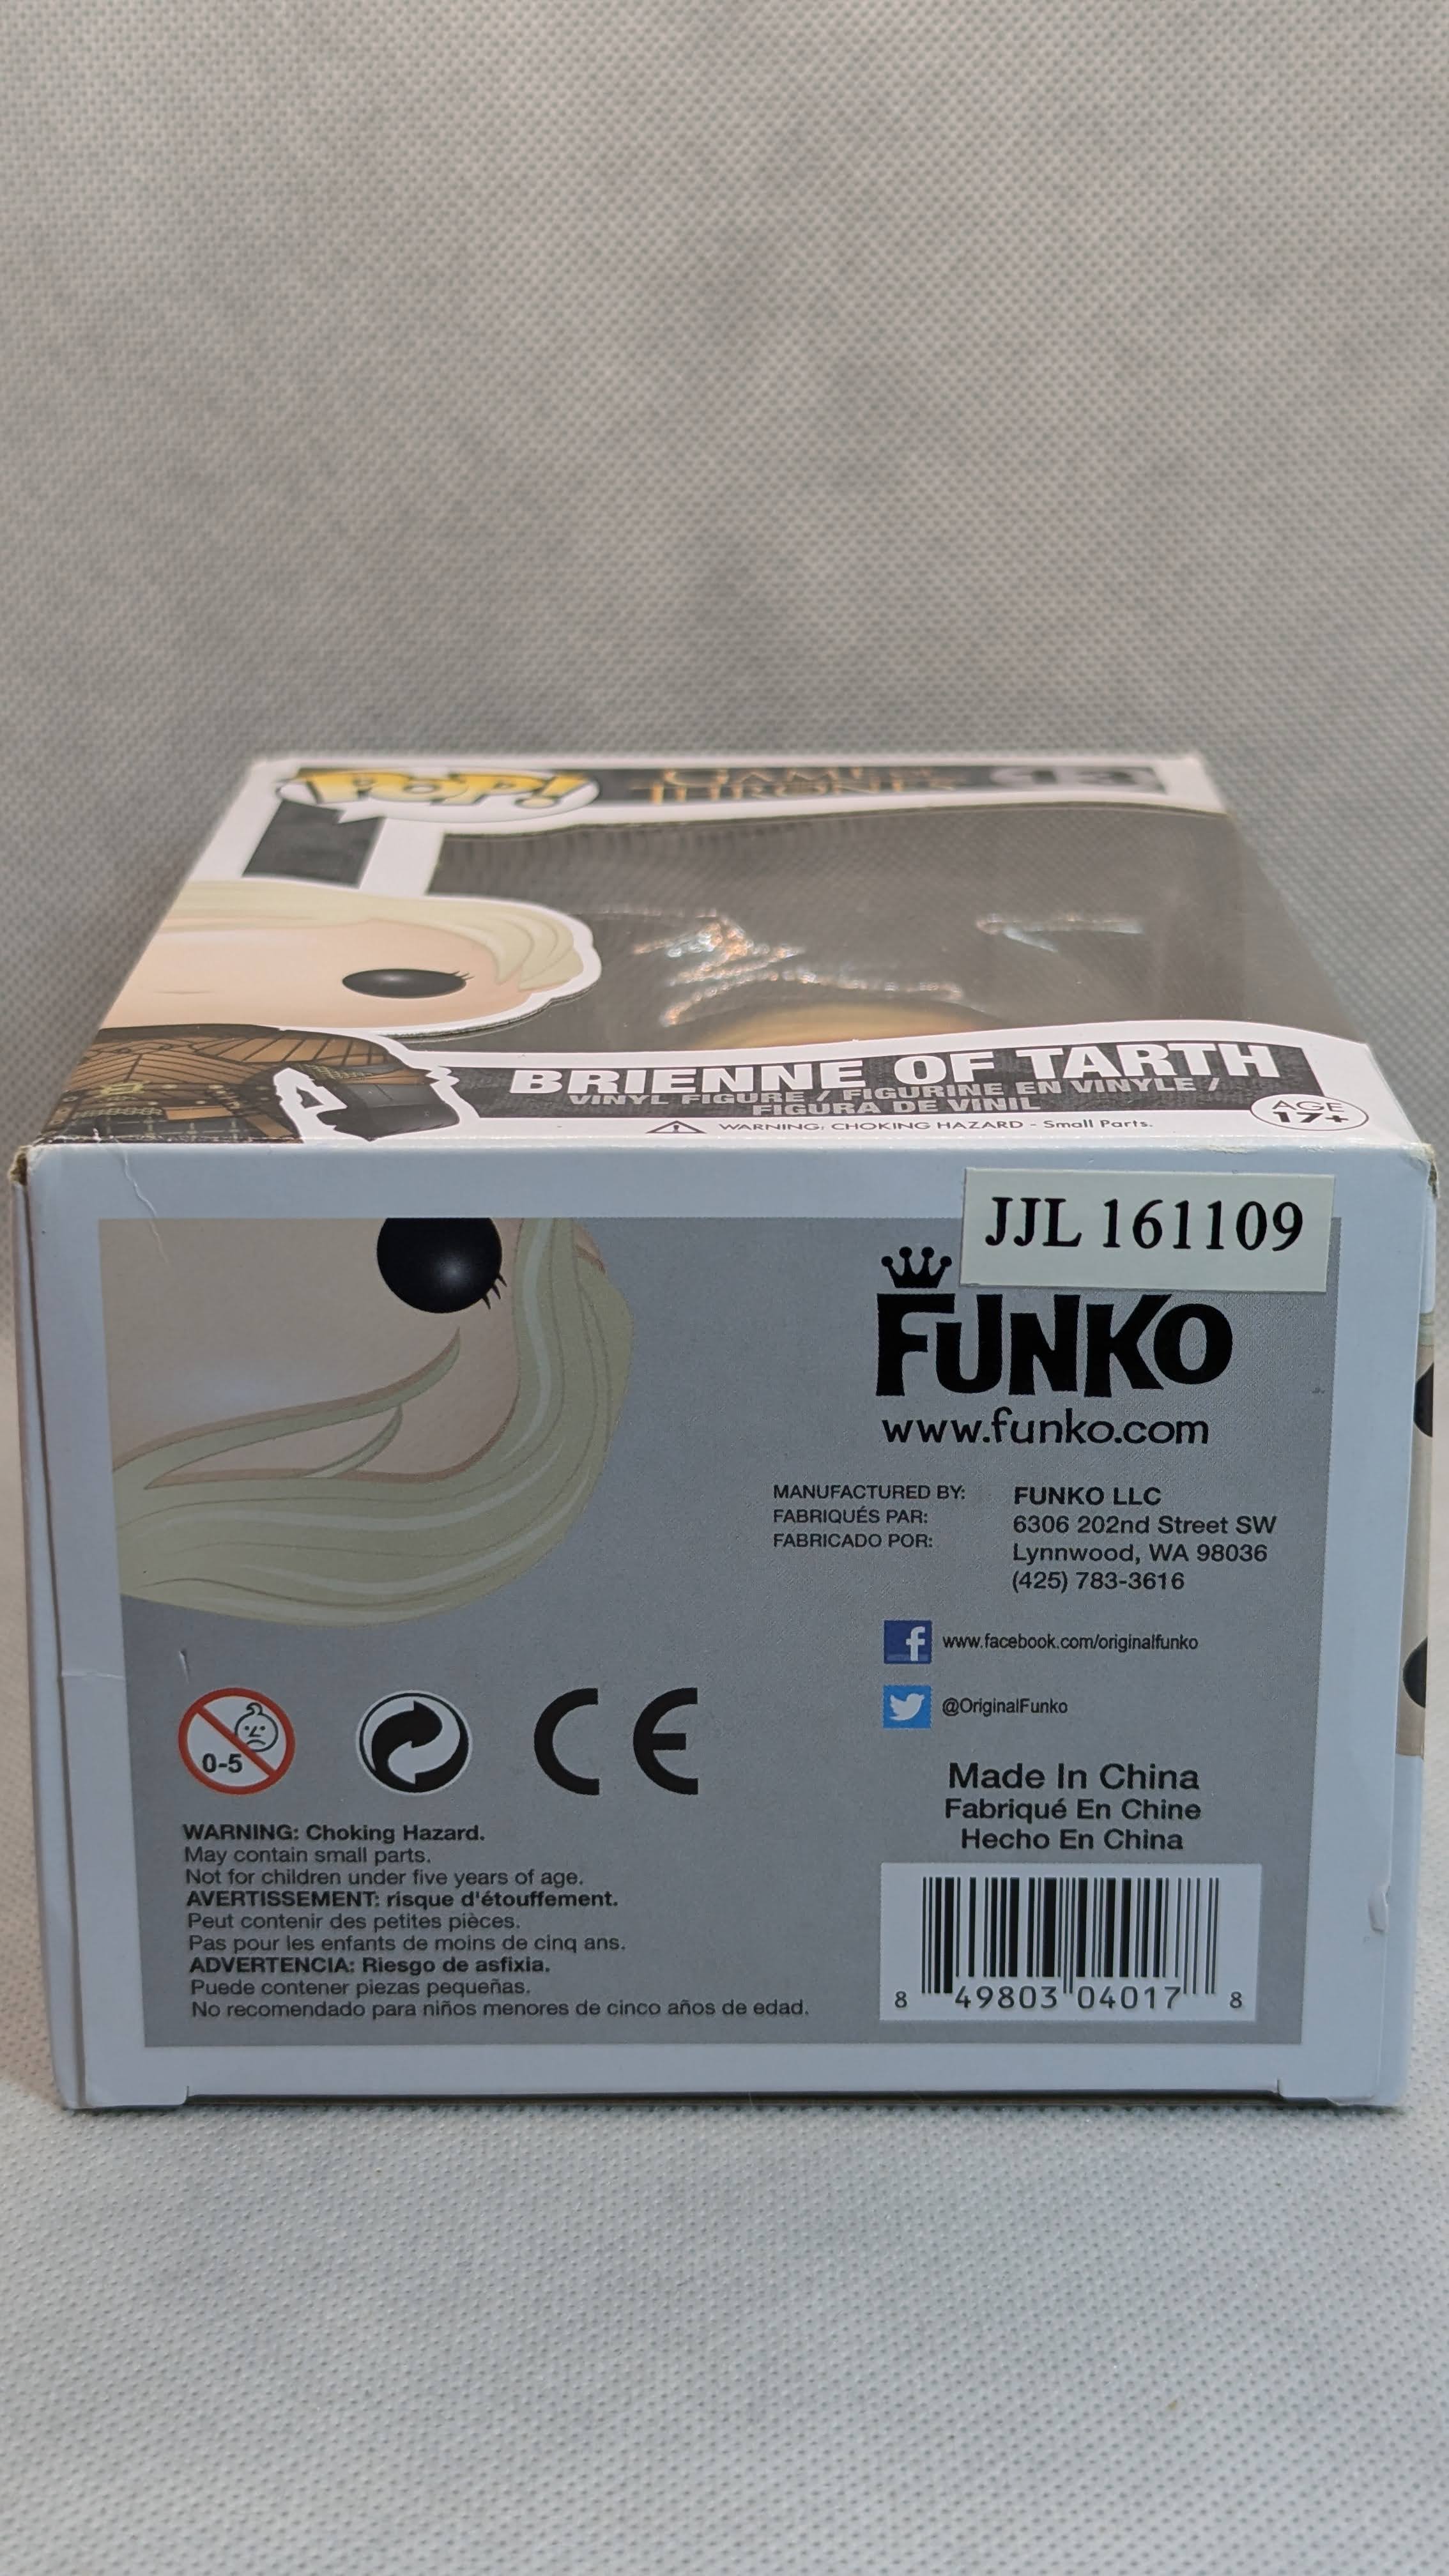 POP!
GAME OF
THRONES
13
BRIENNE OF TARTH
VINYL FIGURE / FIGURINE EN VINYLE /
FIGURA DE VINIL
AGE
17+
WARNING: CHOKING HAZARD - Small Parts.
JJL 161109
FUNKO
www.funko.com
MANUFACTURED BY:
FABRIQUÉS PAR:
FABRICADO POR:
FUNKO LLC
6306 202nd Street SW
Lynnwood, WA 98036
(425) 783-3616
f
www.facebook.com/originalfunko
@OriginalFunko
0-5
CE
Made In China
Fabriqué En Chine
Hecho En China
WARNING: Choking Hazard.
May contain small parts.
Not for children under five years of age.
AVERTISSEMENT: risque d'étouffement.
Peut contenir des petites pièces.
Pas pour les enfants de moins de cinq ans.
ADVERTENCIA: Riesgo de asfixia.
Puede contener piezas pequeñas.
No recomendado para niños menores de cinco años de edad.
8 49803 04017 8